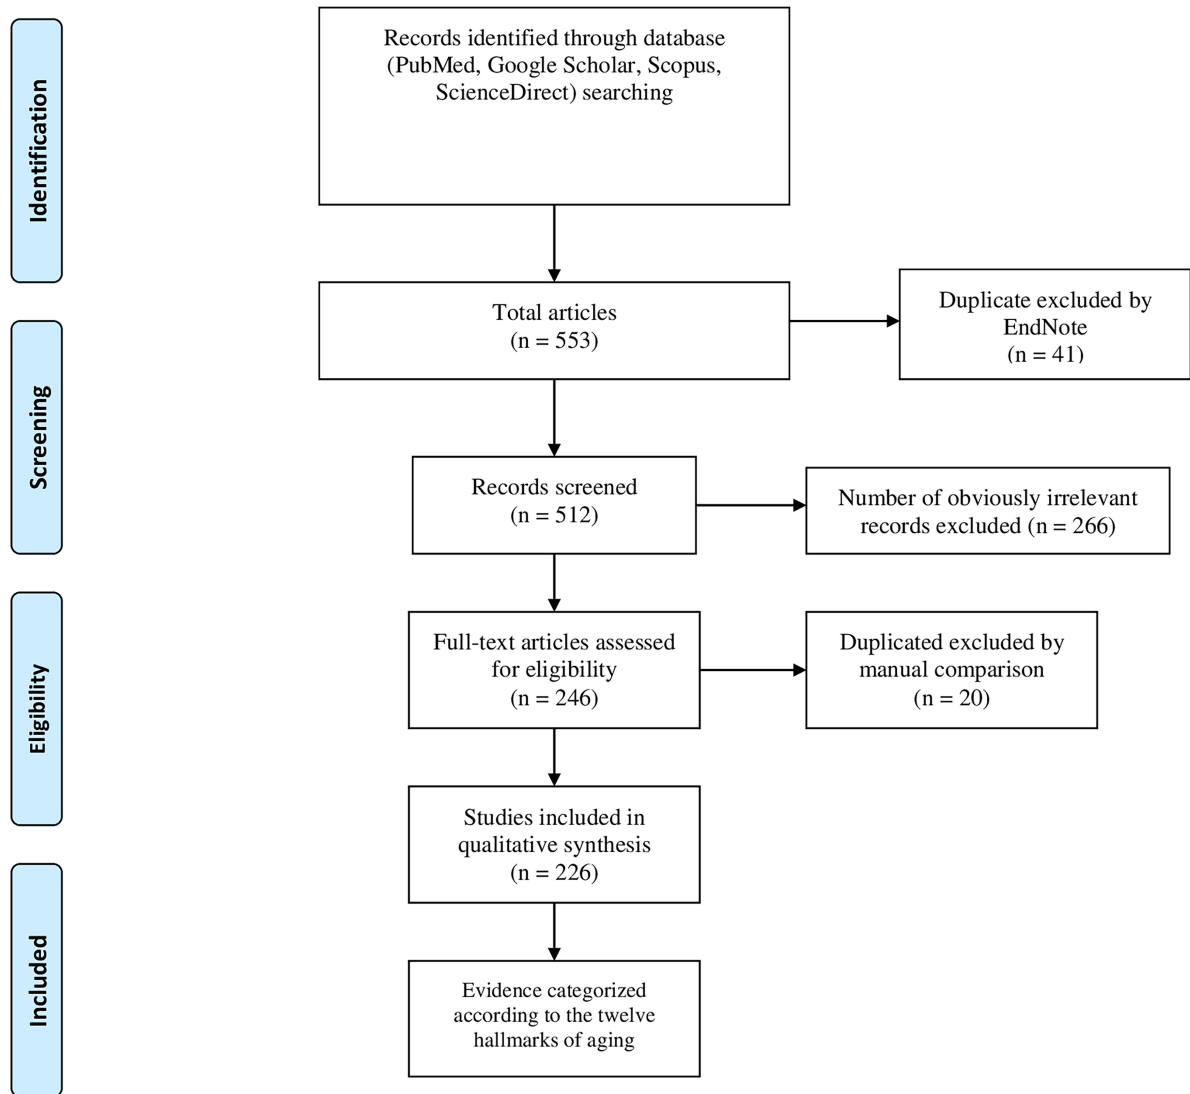 Identification
Records identified through database
(PubMed, Google Scholar, Scopus,
ScienceDirect) searching
Total articles
(n = 553)
Duplicate excluded by
EndNote
(n = 41)
Screening
Records screened
(n = 512)
Number of obviously irrelevant
records excluded (n = 266)
Eligibility
Full-text articles assessed
for eligibility
(n = 246)
Duplicated excluded by
manual comparison
(n = 20)
Studies included in
qualitative synthesis
(n = 226)
Included
Evidence categorized
according to the twelve
hallmarks of aging